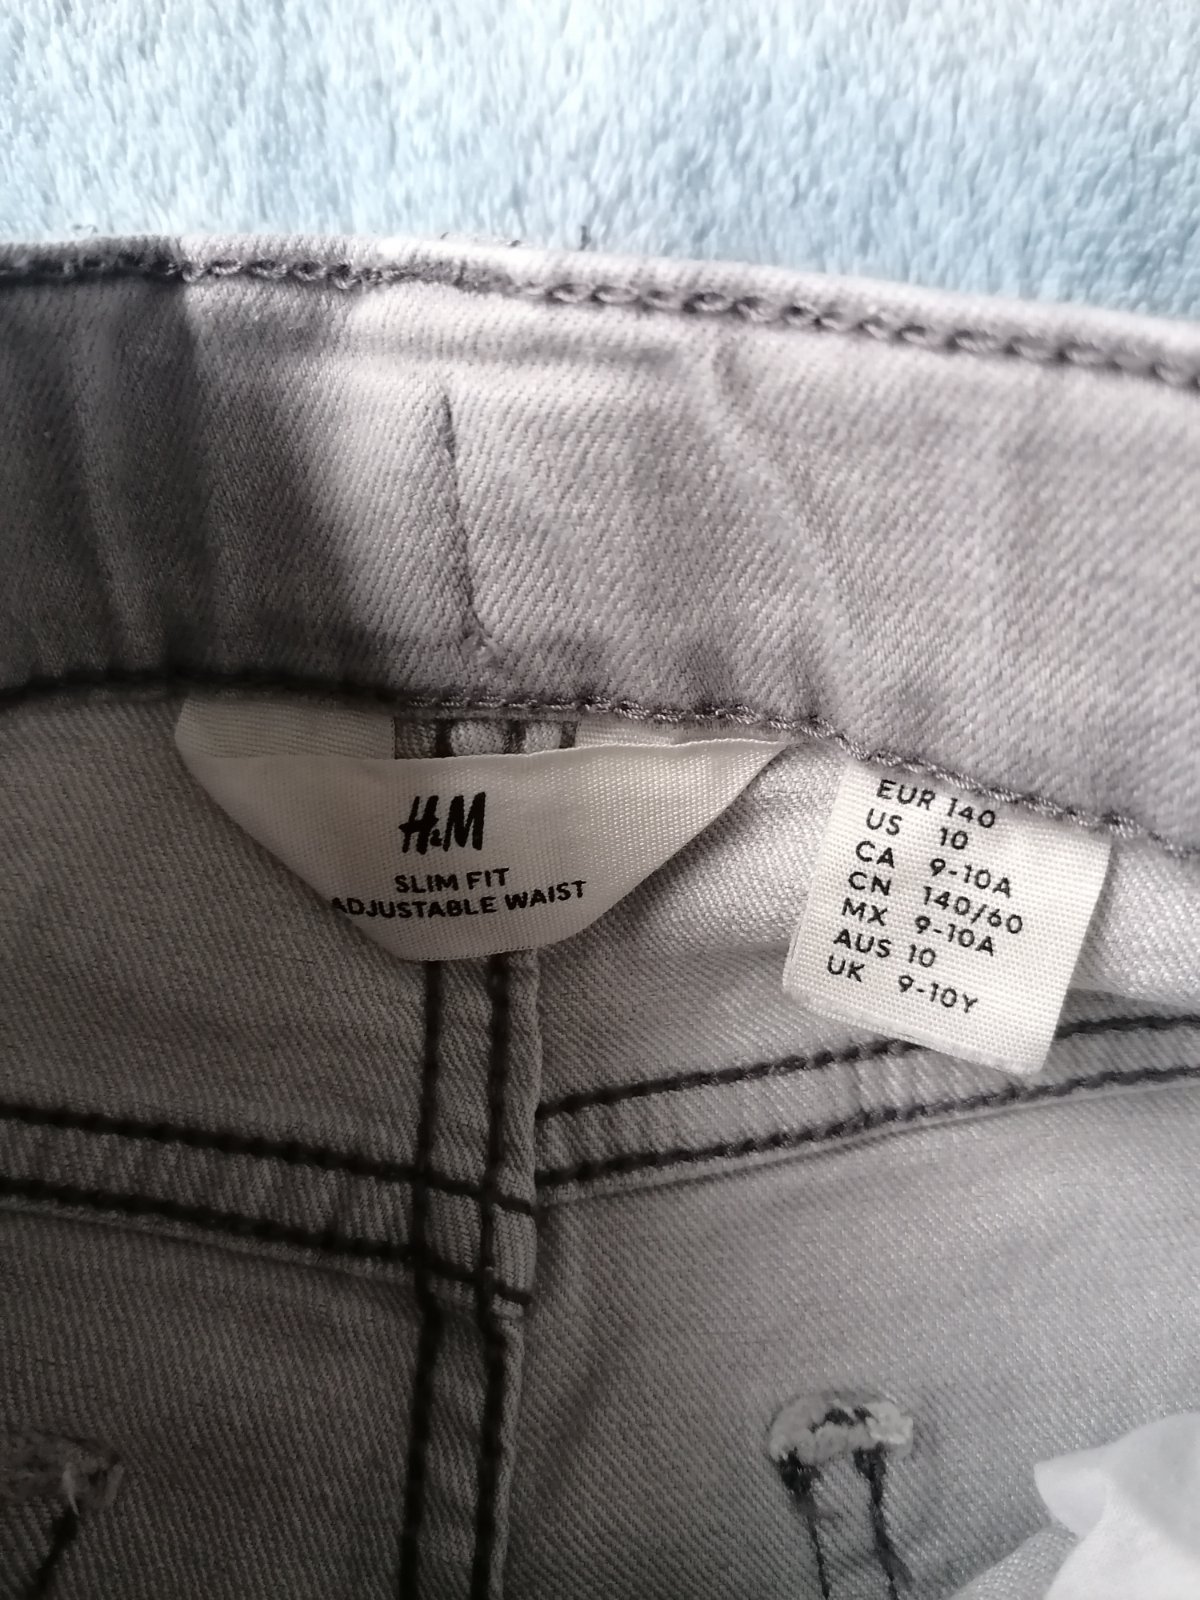 H&M
SLIM FIT
ADJUSTABLE WAIST
EUR 140
US 10
CA 9-10A
CN 140/60
MX 9-10A
AUS 10
UK 9-10Y